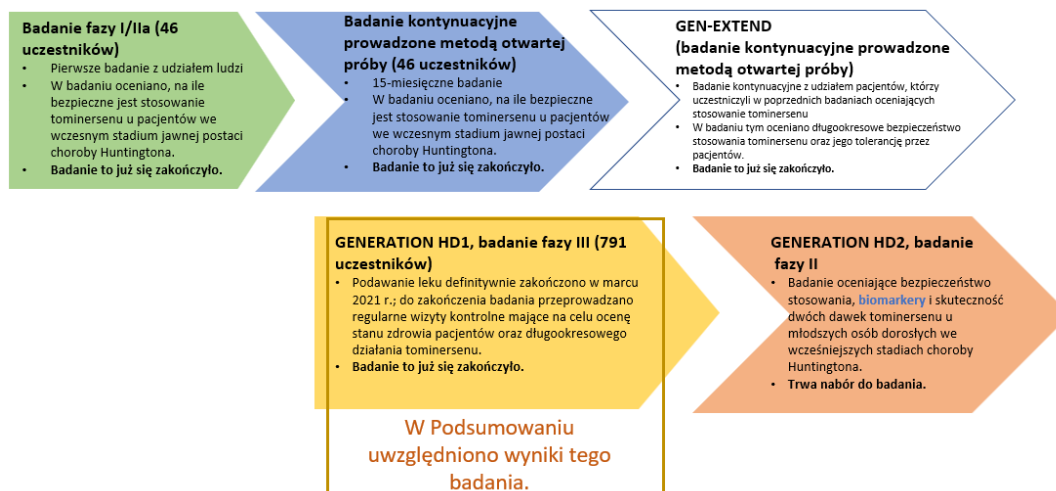 Badanie fazy I/IIa (46
uczestników)
• Pierwsze badanie z udziałem ludzi
• W badaniu oceniano, na ile
bezpieczne jest stosowanie
tominersenu u pacjentów we
wczesnym stadium jawnej postaci
choroby Huntingtona.
• Badanie to już się zakończyło.
Badanie kontynuacyjne
prowadzone metodą otwartej
próby (46 uczestników)
• 15-miesięczne badanie
• W badaniu oceniano, na ile
bezpieczne jest stosowanie
tominersenu u pacjentów
we wczesnym stadium jawnej
postaci choroby Huntingtona.
• Badanie to już się zakończyło.
GEN-EXTEND
(badanie kontynuacyjne prowadzone
metodą otwartej próby)
• Badanie kontynuacyjne z udziałem pacjentów, którzy
uczestniczyli w poprzednich badaniach oceniających
stosowanie tominersenu
• W badaniu tym oceniano długookresowe bezpieczeństwo
stosowania tominersenu oraz jego tolerancję przez
pacjentów.
• Badanie to już się zakończyło.
GENERATION HD1, badanie fazy III (791
uczestników)
• Podawanie leku definitywnie zakończono w marcu
2021 r.; do zakończenia badania przeprowadzano
regularne wizyty kontrolne mające na celu ocenę
stanu zdrowia pacjentów oraz długookresowego
działania tominersenu.
• Badanie to już się zakończyło.
W Podsumowaniu
uwzględniono wyniki tego
badania.
GENERATION HD2, badanie
fazy II
• Badanie oceniające bezpieczeństwo
stosowania, biomarkery i skuteczność
dwóch dawek tominersenu u
młodszych osób dorosłych we
wcześniejszych stadiach choroby
Huntingtona.
• Trwa nabór do badania.